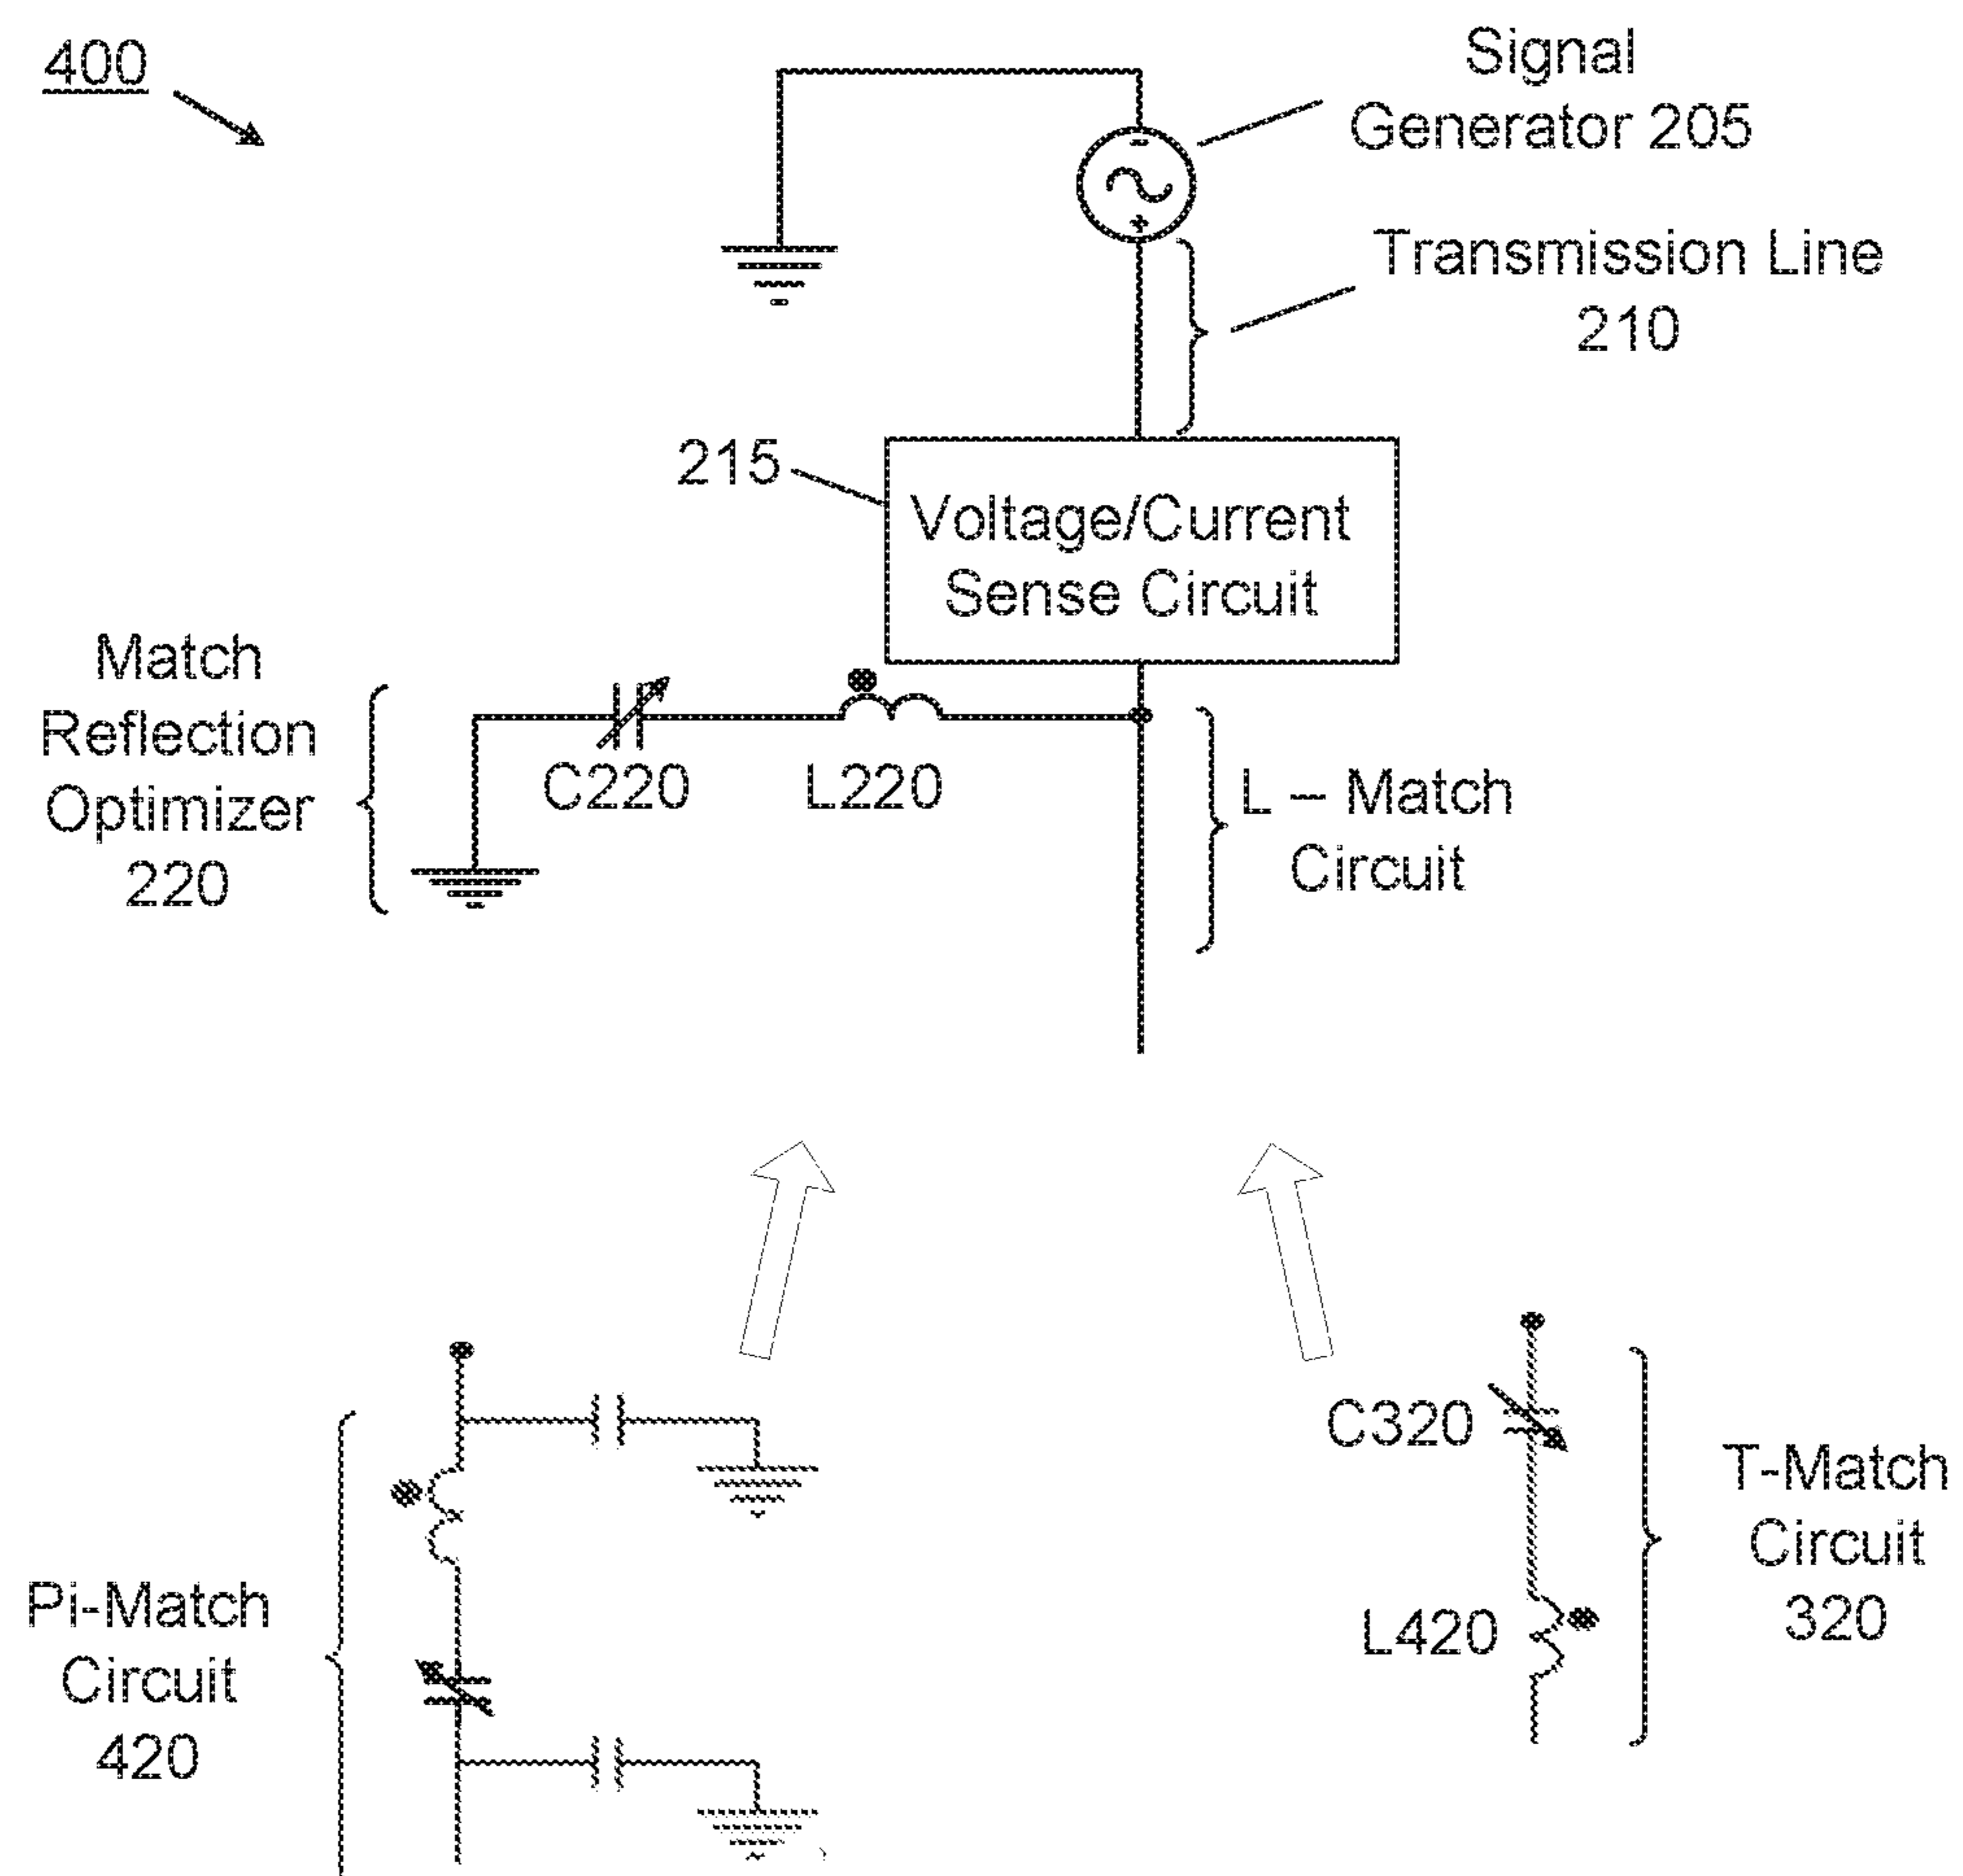 400
Signal
Generator 205
Transmission Line
210
215
Voltage/Current
Sense Circuit
Match
Reflection
Optimizer
220
C220
L220
L – Match
Circuit
C320
L420
T-Match
Circuit
320
Pi-Match
Circuit
420